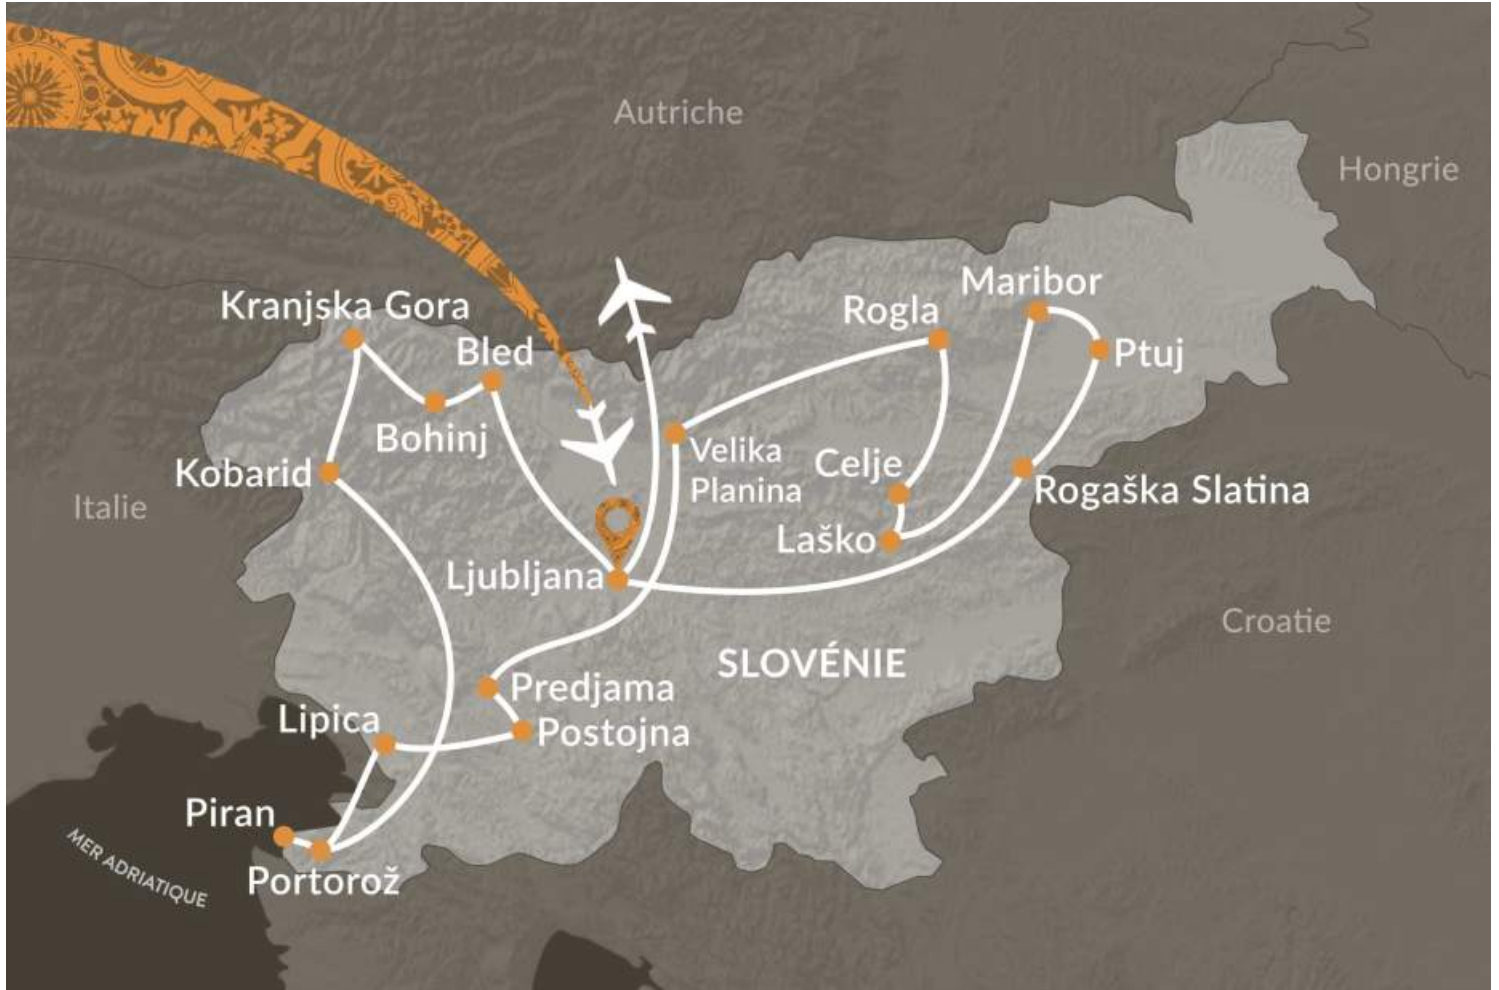 Autriche
Hongrie
Maribor
Kranjska Gora
Rogla
Bled
Ptuj
Bohinj
Velika
Planina
Celje
Kobarid
Rogaška Slatina
Italie
Laško
Ljubljana
Croatie
SLOVÉNIE
Predjama
Lipica
Postojna
Piran
MER ADRIATIQUE
Portorož